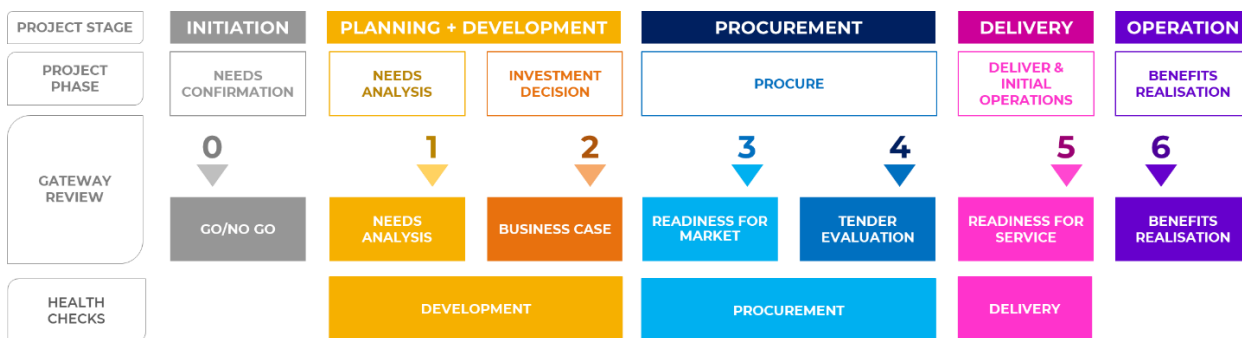 PROJECT STAGE
INITIATION
PLANNING + DEVELOPMENT
PROCUREMENT
DELIVERY
OPERATION
PROJECT
PHASE
NEEDS
CONFIRMATION
NEEDS
ANALYSIS
INVESTMENT
DECISION
PROCURE
DELIVER &
INITIAL
OPERATIONS
BENEFITS
REALISATION
GATEWAY
REVIEW
0
1
2
3
4
5
6
GO/NO GO
NEEDS
ANALYSIS
BUSINESS CASE
READINESS FOR
MARKET
TENDER
EVALUATION
READINESS FOR
SERVICE
BENEFITS
REALISATION
HEALTH
CHECKS
DEVELOPMENT
PROCUREMENT
DELIVERY